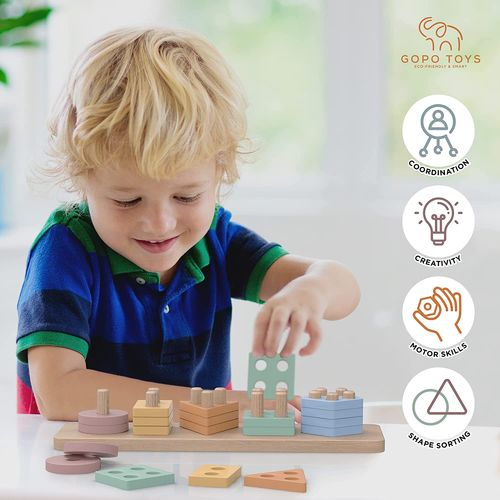 GOPO TOYS
ECO-FRIENDLY & SMART
COORDINATION
CREATIVITY
MOTOR SKILLS
SHAPE SORTING